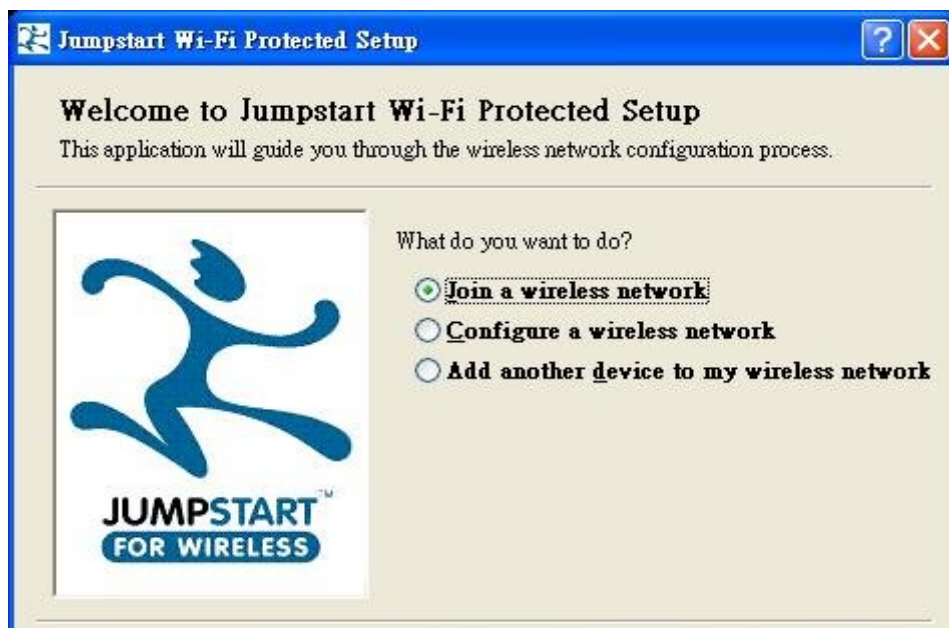 Jumpstart Wi-Fi Protected Setup
Welcome to Jumpstart Wi-Fi Protected Setup
This application will guide you through the wireless network configuration process.
What do you want to do?
Join a wireless network
Configure a wireless network
Add another device to my wireless network
JUMPSTART™
FOR WIRELESS